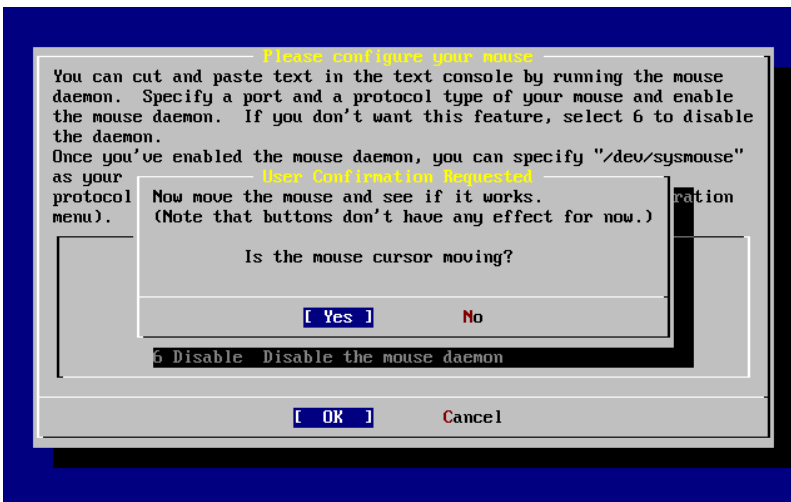 Please configure your mouse
You can cut and paste text in the text console by running the mouse
daemon.  Specify a port and a protocol type of your mouse and enable
the mouse daemon.  If you don't want this feature, select 6 to disable
the daemon.
Once you've enabled the mouse daemon, you can specify "/dev/sysmouse"
as your
protocol ration
menu).
User Confirmation Requested
Now move the mouse and see if it works.
(Note that buttons don't have any effect for now.)
Is the mouse cursor moving?
[ Yes ] No
6 Disable  Disable the mouse daemon
[ OK ] Cancel